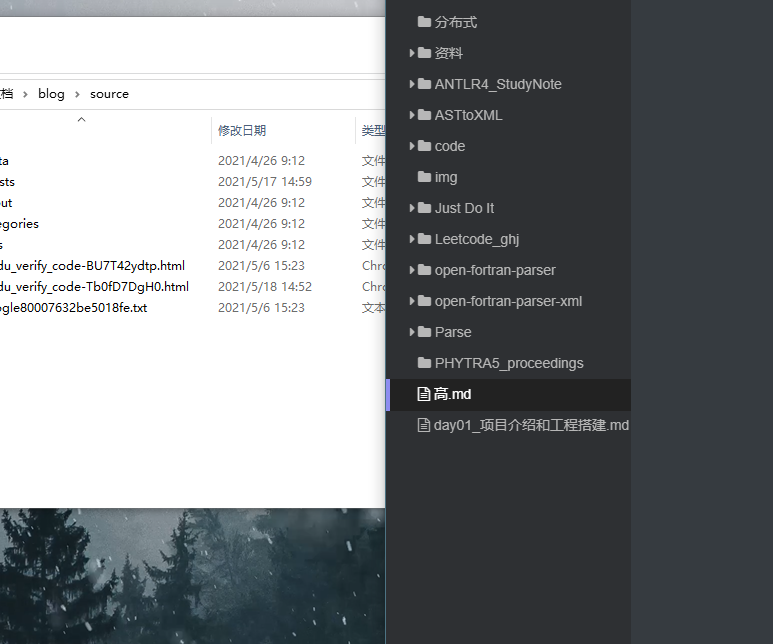 档 › blog › source
修改日期 类型
ta 2021/4/26 9:12 文件
sts 2021/5/17 14:59 文件
ut 2021/4/26 9:12 文件
egories 2021/4/26 9:12 文件
s 2021/4/26 9:12 文件
du_verify_code-BU7T42ydtp.html 2021/5/6 15:23 Chr
du_verify_code-Tb0fD7DgH0.html 2021/5/18 14:52 Chr
ogle80007632be5018fe.txt 2021/5/6 15:23 文本
分布式
资料
ANTLR4_StudyNote
ASTtoXML
code
img
Just Do It
Leetcode_ghj
open-fortran-parser
open-fortran-parser-xml
Parse
PHYTRA5_proceedings
高.md
day01_项目介绍和工程搭建.md